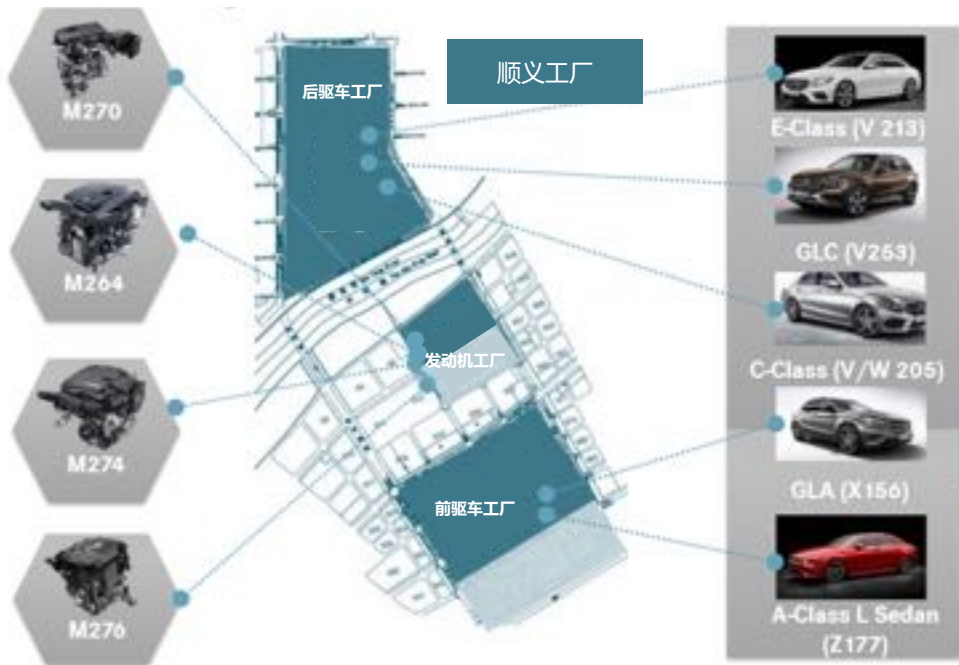 顺义工厂
M270
M264
M274
M276
后驱车工厂
发动机工厂
前驱车工厂
E-Class (V 213)
GLC (V253)
C-Class (V/W 205)
GLA (X156)
A-Class L Sedan
(Z177)